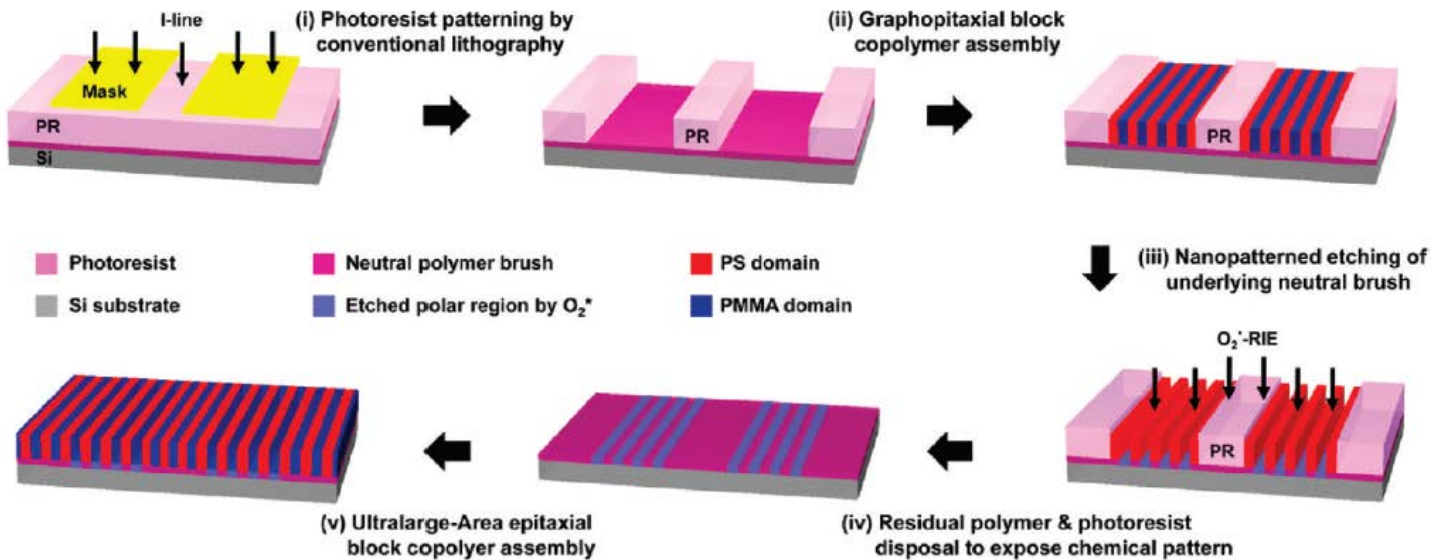 I-line
Mask
PR
Si
(i) Photoresist patterning by
conventional lithography
PR
(ii) Graphopitaxial block
copolymer assembly
PR
Photoresist
Neutral polymer brush
PS domain
Si substrate
Etched polar region by O₂*
PMMA domain
(iii) Nanopatterned etching of
underlying neutral brush
O₂*-RIE
PR
(iv) Residual polymer & photoresist
disposal to expose chemical pattern
(v) Ultralarge-Area epitaxial
block copolyer assembly